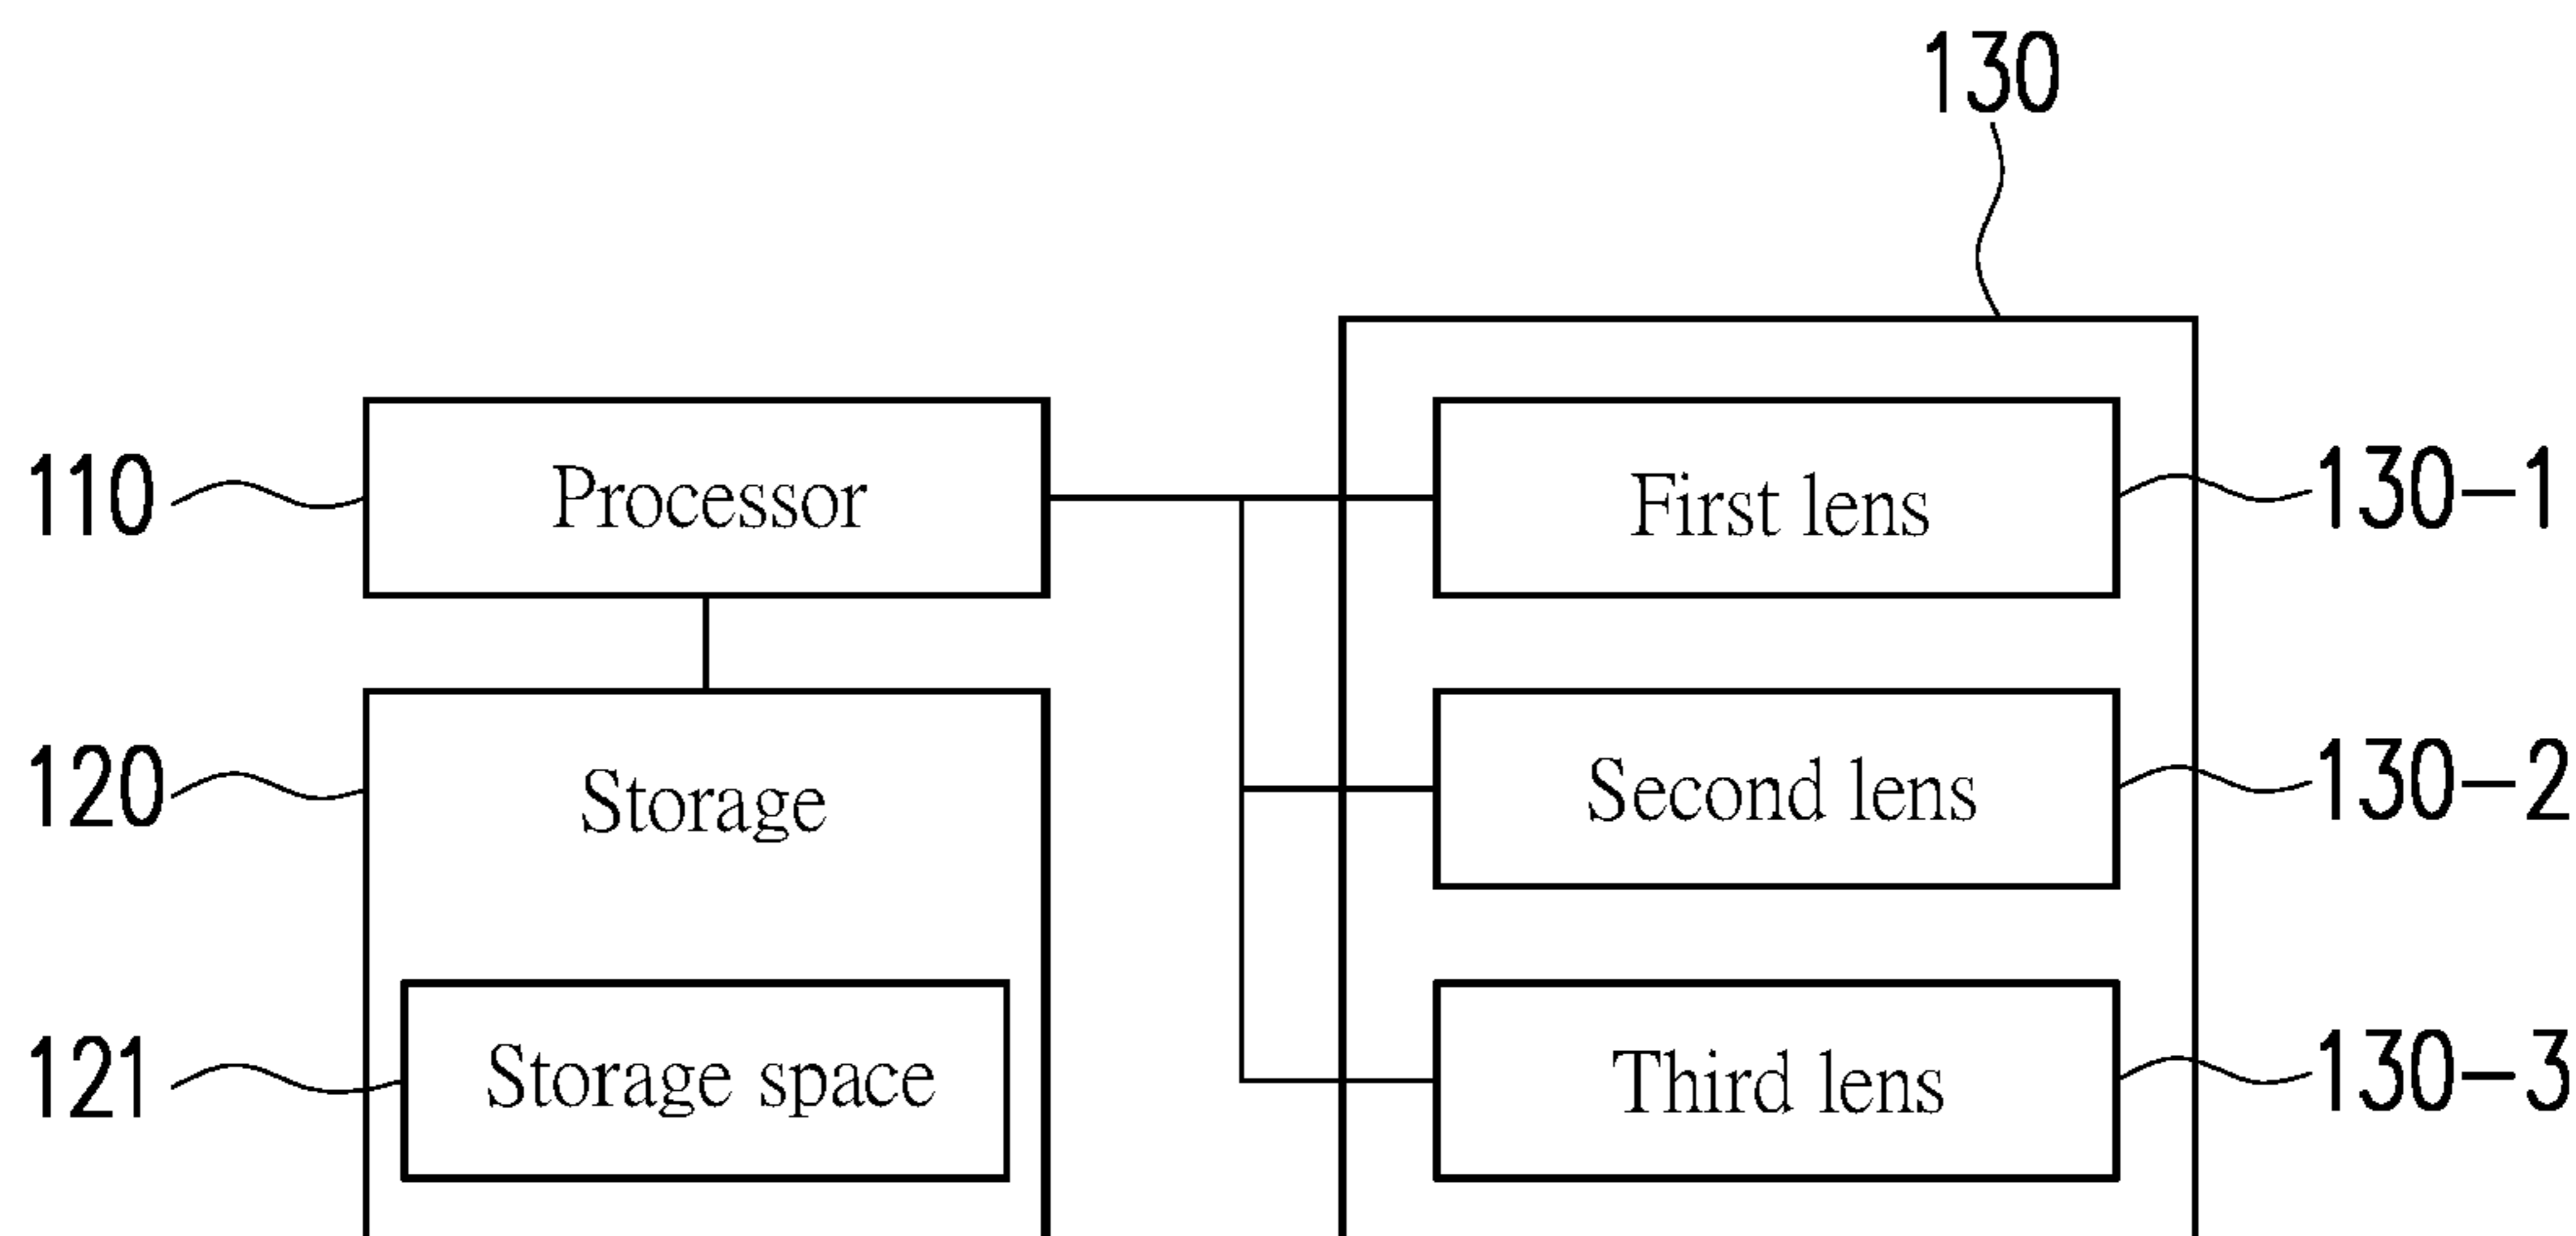 130
110
Processor
First lens
130-1
120
Storage
Second lens
130-2
121
Storage space
Third lens
130-3